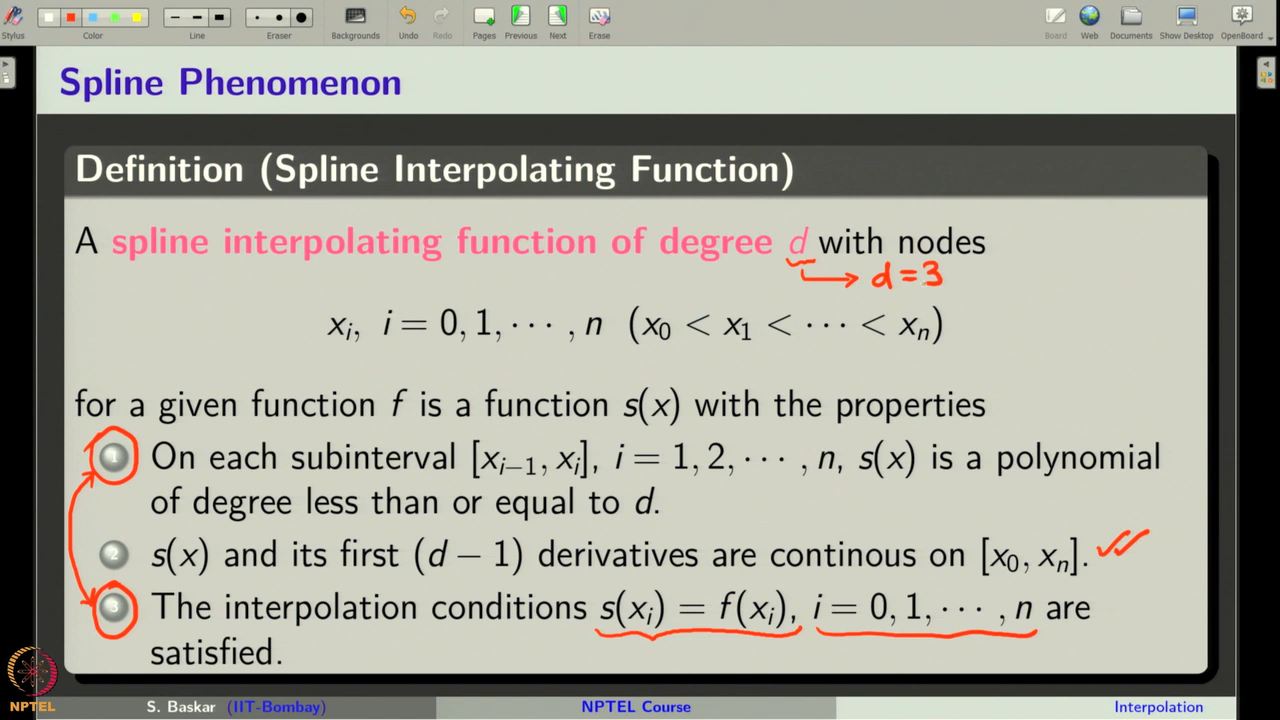 Stylus Color Line Eraser Backgrounds Undo Redo Pages Previous Next Erase Board Web Documents Show Desktop OpenBoard
Spline Phenomenon
Definition (Spline Interpolating Function)
A spline interpolating function of degree d with nodes
d = 3
xᵢ, i = 0, 1, ⋯ , n (x₀ < x₁ < ⋯ < xₙ)
for a given function f is a function s(x) with the properties
1 On each subinterval [xᵢ₋₁, xᵢ], i = 1, 2, ⋯ , n, s(x) is a polynomial
of degree less than or equal to d.
2 s(x) and its first (d − 1) derivatives are continous on [x₀, xₙ].
3 The interpolation conditions s(xᵢ) = f(xᵢ), i = 0, 1, ⋯ , n are
satisfied.
NPTEL
S. Baskar (IIT-Bombay) NPTEL Course Interpolation